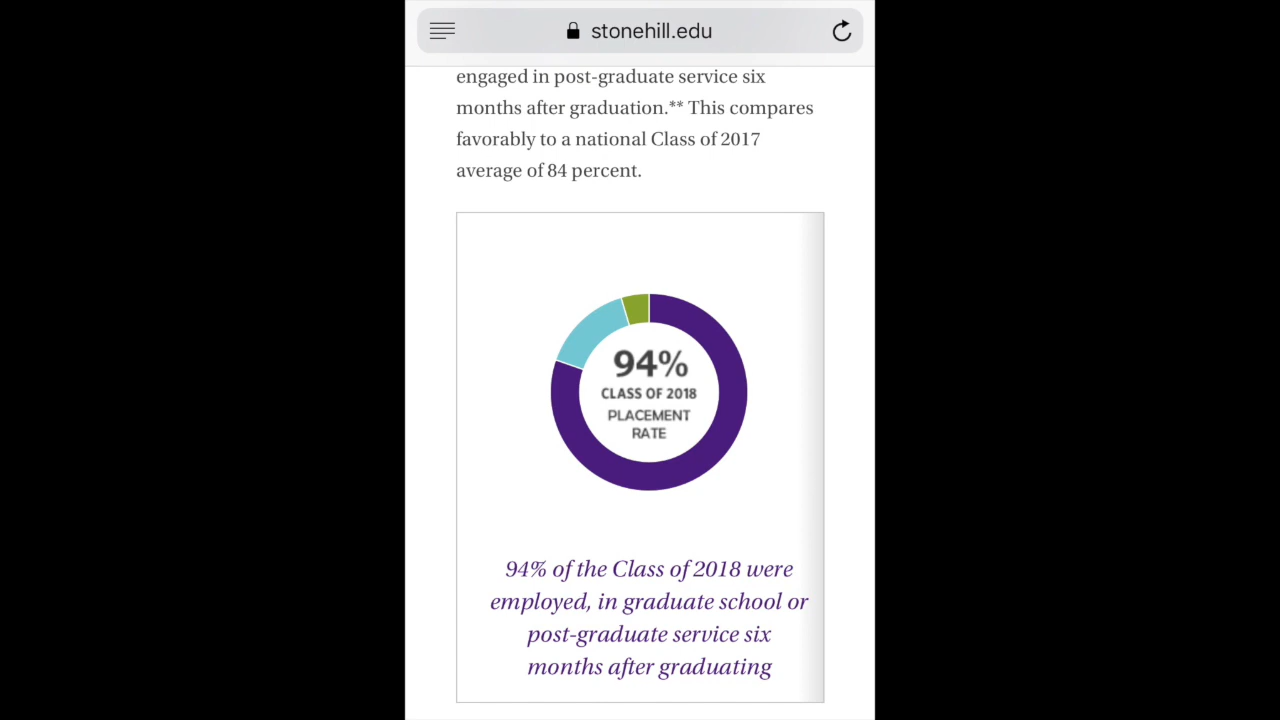 stonehill.edu
engaged in post-graduate service six
months after graduation.** This compares
favorably to a national Class of 2017
average of 84 percent.
94%
CLASS OF 2018
PLACEMENT
RATE
94% of the Class of 2018 were
employed, in graduate school or
post-graduate service six
months after graduating